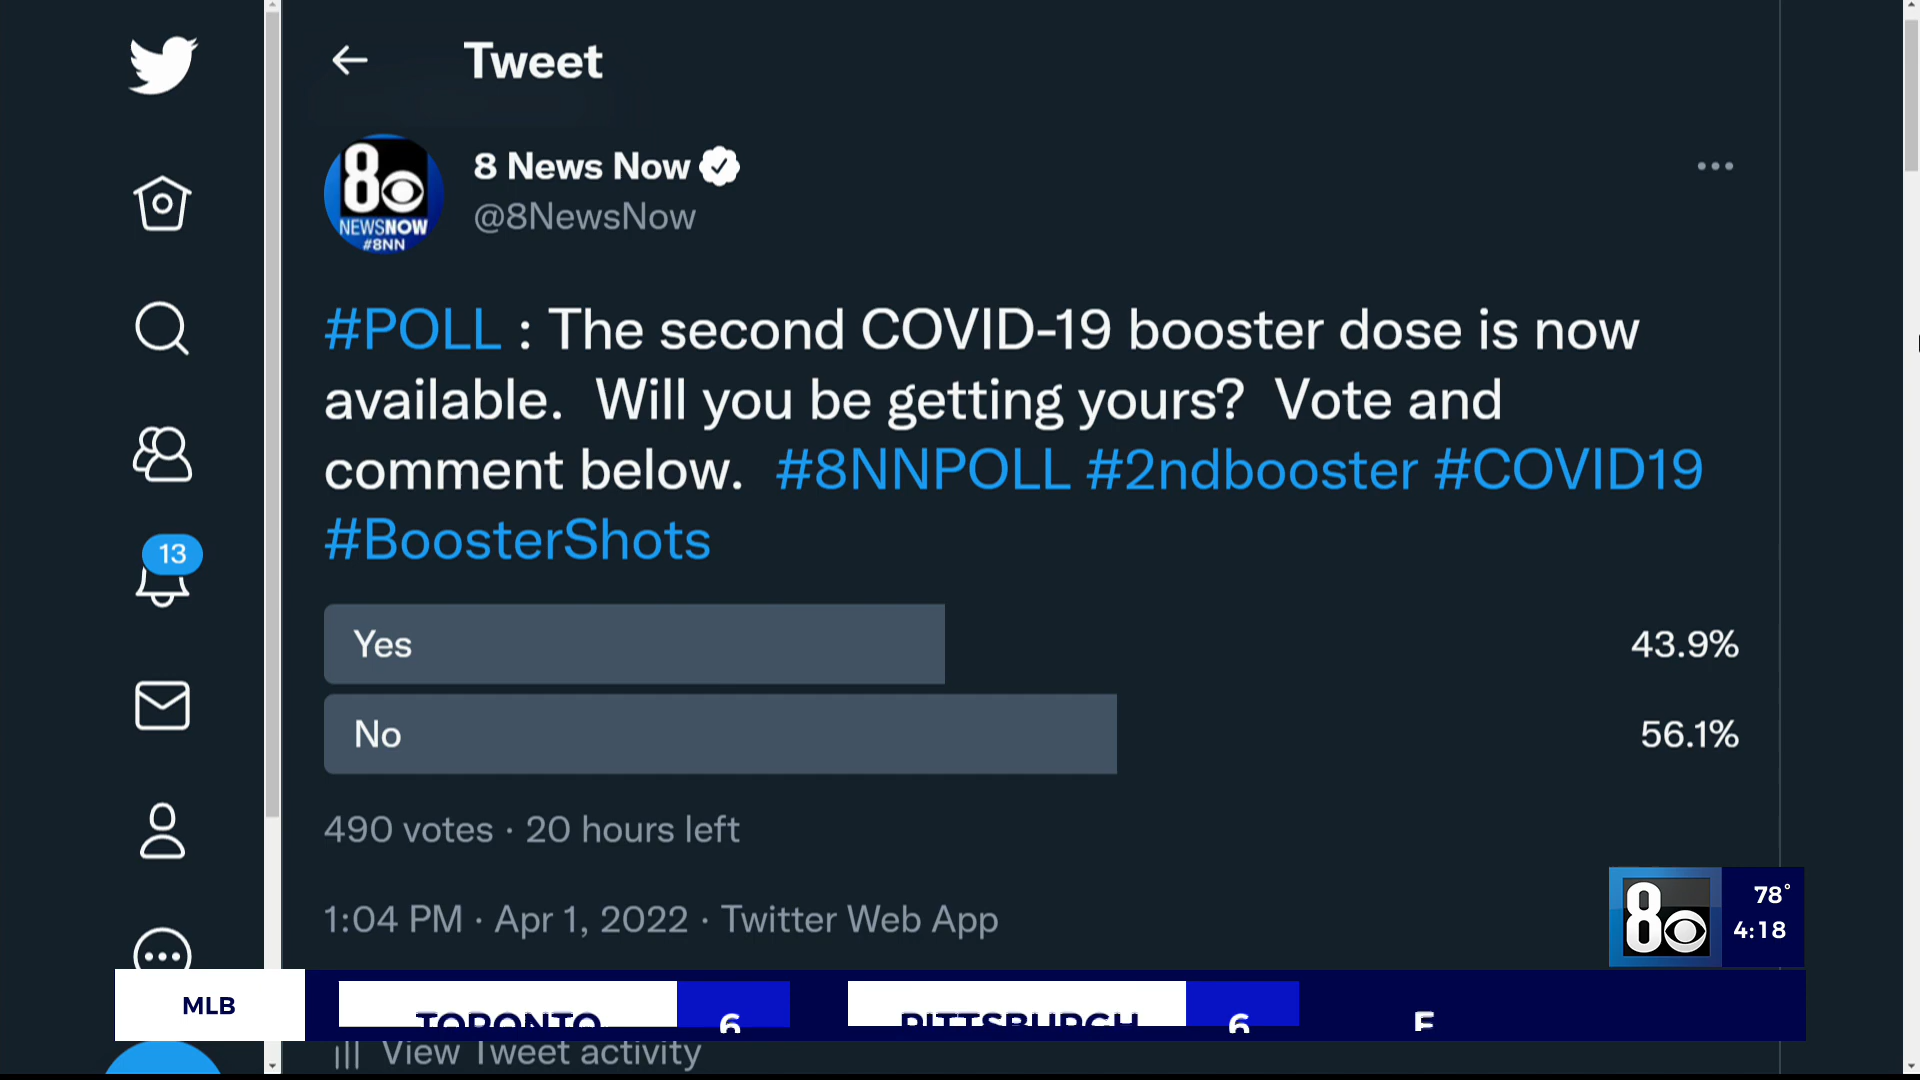 Tweet
8 News Now
@8NewsNow
8
NEWSNOW
#8NN
#POLL : The second COVID-19 booster dose is now
available. Will you be getting yours? Vote and
comment below. #8NNPOLL #2ndbooster #COVID19
#BoosterShots
13
Yes 43.9%
No 56.1%
490 votes · 20 hours left
1:04 PM · Apr 1, 2022 · Twitter Web App
8 78°
4:18
MLB TORONTO 6 PITTSBURGH 6 F
View Tweet activity